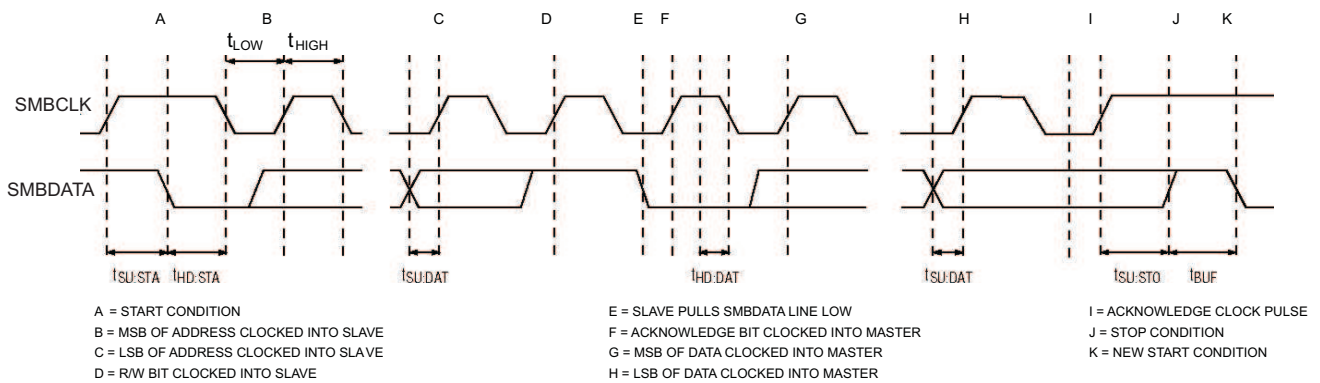 A B C D E F G H I J K
tLOW tHIGH
SMBCLK
SMBDATA
tSU:STA tHD:STA tSU:DAT tHD:DAT tSU:DAT tSU:STO tBUF
A = START CONDITION
B = MSB OF ADDRESS CLOCKED INTO SLAVE
C = LSB OF ADDRESS CLOCKED INTO SLAVE
D = R/W BIT CLOCKED INTO SLAVE
E = SLAVE PULLS SMBDATA LINE LOW
F = ACKNOWLEDGE BIT CLOCKED INTO MASTER
G = MSB OF DATA CLOCKED INTO MASTER
H = LSB OF DATA CLOCKED INTO MASTER
I = ACKNOWLEDGE CLOCK PULSE
J = STOP CONDITION
K = NEW START CONDITION